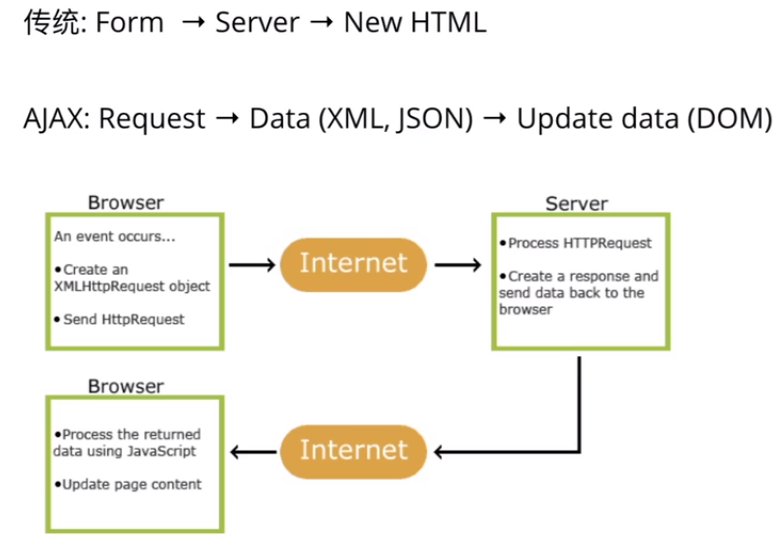 传统: Form → Server → New HTML
AJAX: Request → Data (XML, JSON) → Update data (DOM)
Browser
An event occurs...
•Create an
XMLHttpRequest object
•Send HttpRequest
Internet
Server
•Process HTTPRequest
•Create a response and
send data back to the
browser
Browser
•Process the returned
data using JavaScript
•Update page content
Internet